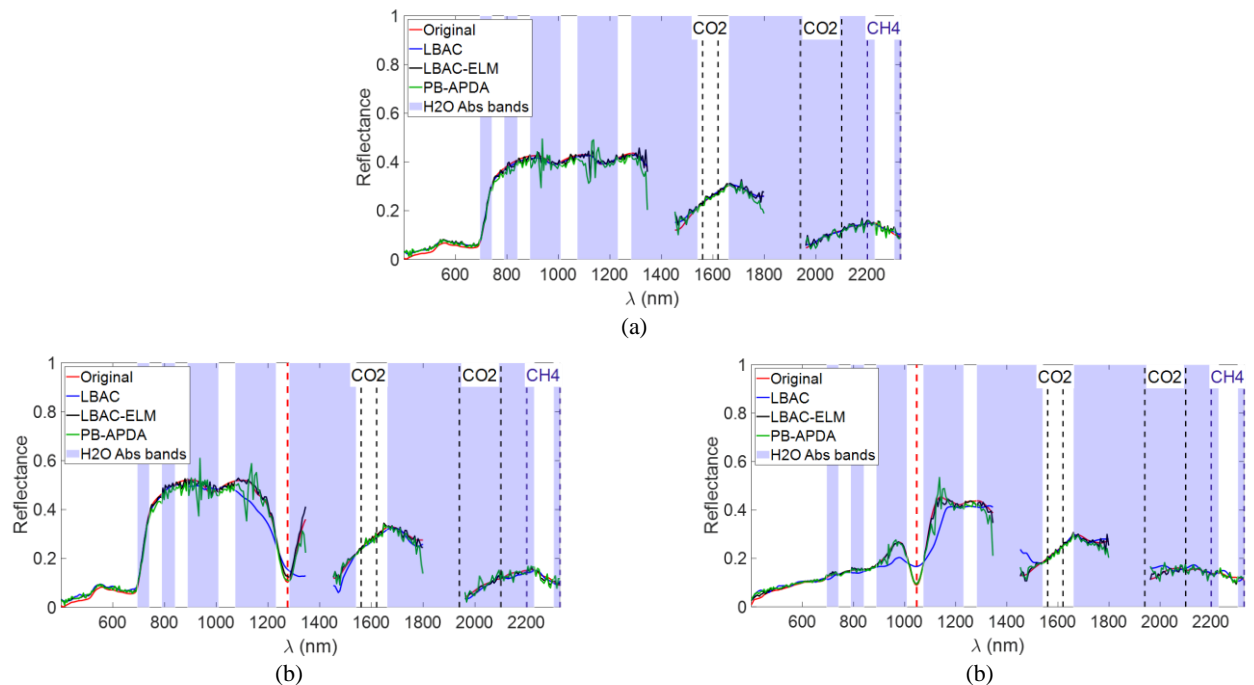 CO2 CO2 CH4
Original
LBAC
LBAC-ELM
PB-APDA
H2O Abs bands
Reflectance
1
0.8
0.6
0.4
0.2
0
600 800 1000 1200 1400 1600 1800 2000 2200
λ (nm)
(a)
CO2 CO2 CH4
Original
LBAC
LBAC-ELM
PB-APDA
H2O Abs bands
Reflectance
1
0.8
0.6
0.4
0.2
0
600 800 1000 1200 1400 1600 1800 2000 2200
λ (nm)
(b)
CO2 CO2 CH4
Original
LBAC
LBAC-ELM
PB-APDA
H2O Abs bands
Reflectance
1
0.8
0.6
0.4
0.2
0
400 600 800 1000 1200 1400 1600 1800 2000 2200
λ (nm)
(b)